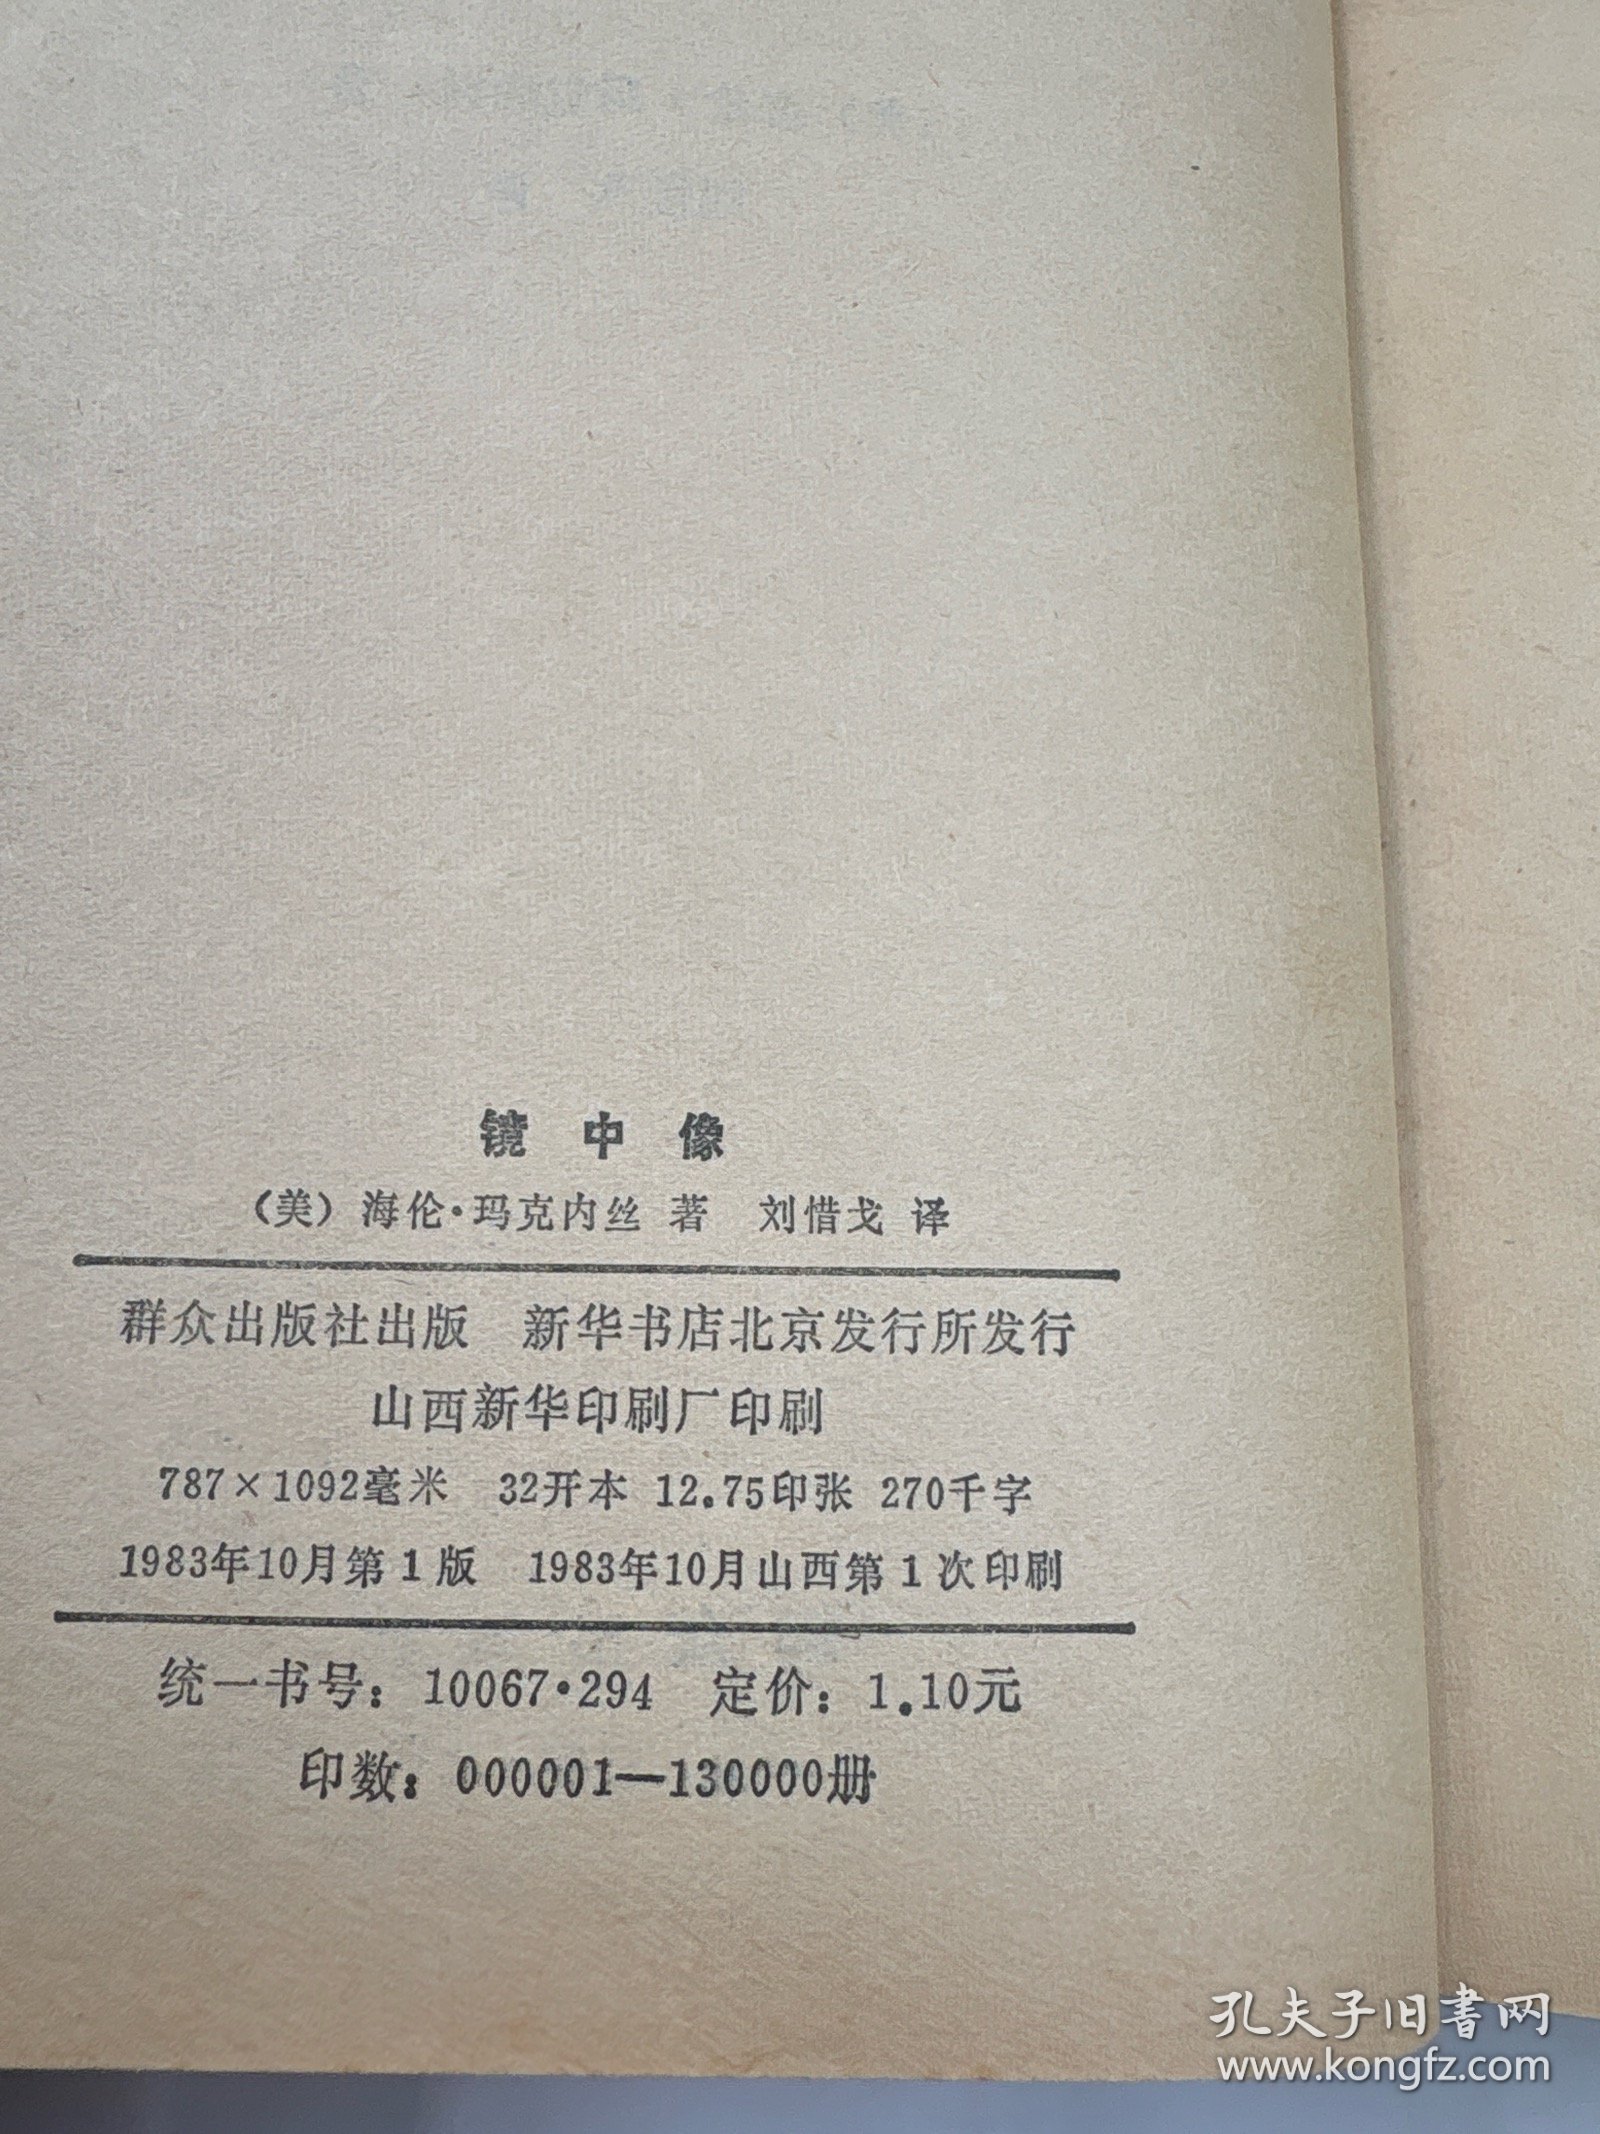 镜中像
（美）海伦·玛克内丝 著 刘惜戈 译
群众出版社出版 新华书店北京发行所发行
山西新华印刷厂印刷
787×1092毫米 32开本 12.75印张 270千字
1983年10月第1版 1983年10月山西第1次印刷
统一书号：10067·294 定价：1.10元
印数：000001—130000册
孔夫子旧書网
www.kongfz.com